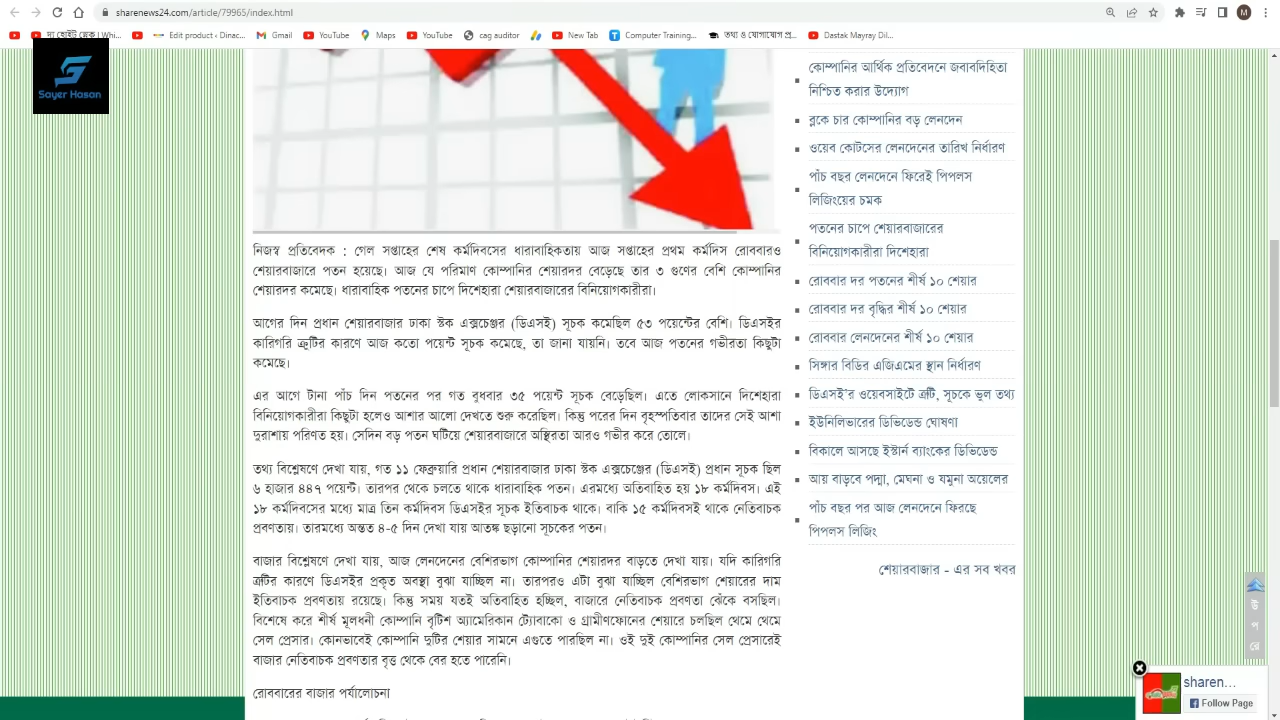 sharenews24.com/article/79965/index.html
M
দ্য হোইট স্নেক | Whi...
Edit product ‹ Dinac...
Gmail
YouTube
Maps
YouTube
cag auditor
New Tab
Computer Training...
তথ্য ও যোগাযোগ প্র...
Dastak Mayray Dil...
Sayer Hasan
নিজস্ব প্রতিবেদক : গেল সপ্তাহের শেষ কর্মদিবসের ধারাবাহিকতায় আজ সপ্তাহের প্রথম কর্মদিস রোববারও
শেয়ারবাজারে পতন হয়েছে। আজ যে পরিমাণ কোম্পানির শেয়ারদর বেড়েছে তার ৩ গুণের বেশি কোম্পানির
শেয়ারদর কমেছে। ধারাবাহিক পতনের চাপে দিশেহারা শেয়ারবাজারের বিনিয়োগকারীরা।
আগের দিন প্রধান শেয়ারবাজার ঢাকা স্টক এক্সচেঞ্জর (ডিএসই) সূচক কমেছিল ৫৩ পয়েন্টের বেশি। ডিএসইর
কারিগরি ত্রুটির কারণে আজ কতো পয়েন্ট সূচক কমেছে, তা জানা যায়নি। তবে আজ পতনের গভীরতা কিছুটা
কমেছে।
এর আগে টানা পাঁচ দিন পতনের পর গত বুধবার ৩৫ পয়েন্ট সূচক বেড়েছিল। এতে লোকসানে দিশেহারা
বিনিয়োগকারীরা কিছুটা হলেও আশার আলো দেখতে শুরু করেছিল। কিন্তু পরের দিন বৃহস্পতিবার তাদের সেই আশা
দুরাশায় পরিণত হয়। সেদিন বড় পতন ঘটিয়ে শেয়ারবাজারে অস্থিরতা আরও গভীর করে তোলে।
তথ্য বিশ্লেষণে দেখা যায়, গত ১১ ফেব্রুয়ারি প্রধান শেয়ারবাজার ঢাকা স্টক এক্সচেঞ্জের (ডিএসই) প্রধান সূচক ছিল
৬ হাজার ৪৪৭ পয়েন্ট। তারপর থেকে চলতে থাকে ধারাবাহিক পতন। এরমধ্যে অতিবাহিত হয় ১৮ কর্মদিবস। এই
১৮ কর্মদিবসের মধ্যে মাত্র তিন কর্মদিবস ডিএসইর সূচক ইতিবাচক থাকে। বাকি ১৫ কর্মদিবসই থাকে নেতিবাচক
প্রবণতায়। তারমধ্যে অন্তত ৪-৫ দিন দেখা যায় আতঙ্ক ছড়ানো সূচকের পতন।
বাজার বিশ্লেষণে দেখা যায়, আজ লেনদেনের বেশিরভাগ কোম্পানির শেয়ারদর বাড়তে দেখা যায়। যদি কারিগরি
ত্রটির কারণে ডিএসইর প্রকৃত অবস্থা বুঝা যাচ্ছিল না। তারপরও এটা বুঝা যাচ্ছিল বেশিরভাগ শেয়ারের দাম
ইতিবাচক প্রবণতায় রয়েছে। কিন্তু সময় যতই অতিবাহিত হচ্ছিল, বাজারে নেতিবাচক প্রবণতা ঝেঁকে বসছিল।
বিশেষে করে শীর্ষ মূলধনী কোম্পানি বৃটিশ অ্যামেরিকান ট্যোবাকো ও গ্রামীণফোনের শেয়ারে চলছিল থেমে থেমে
সেল প্রেসার। কোনভাবেই কোম্পানি দুটির শেয়ার সামনে এগুতে পারছিল না। ওই দুই কোম্পানির সেল প্রেসারেই
বাজার নেতিবাচক প্রবণতার বৃত্ত থেকে বের হতে পারেনি।
রোববারের বাজার পর্যালোচনা
কোম্পানির আর্থিক প্রতিবেদনে জবাবদিহিতা
নিশ্চিত করার উদ্যোগ
ব্লকে চার কোম্পানির বড় লেনদেন
ওয়েব কোটসের লেনদেনের তারিখ নির্ধারণ
পাঁচ বছর লেনদেনে ফিরেই পিপলস
লিজিংয়ের চমক
পতনের চাপে শেয়ারবাজারের
বিনিয়োগকারীরা দিশেহারা
রোববার দর পতনের শীর্ষ ১০ শেয়ার
রোববার দর বৃদ্ধির শীর্ষ ১০ শেয়ার
রোববার লেনদেনের শীর্ষ ১০ শেয়ার
সিঙ্গার বিডির এজিএমের স্থান নির্ধারণ
ডিএসই’র ওয়েবসাইটে ত্রটি, সূচকে ভুল তথ্য
ইউনিলিভারের ডিভিডেন্ড ঘোষণা
বিকালে আসছে ইস্টার্ন ব্যাংকের ডিভিডেন্ড
আয় বাড়বে পদ্মা, মেঘনা ও যমুনা অয়েলের
পাঁচ বছর পর আজ লেনদেনে ফিরছে
পিপলস লিজিং
শেয়ারবাজার - এর সব খবর
উ
প
রে
sharen...
Follow Page